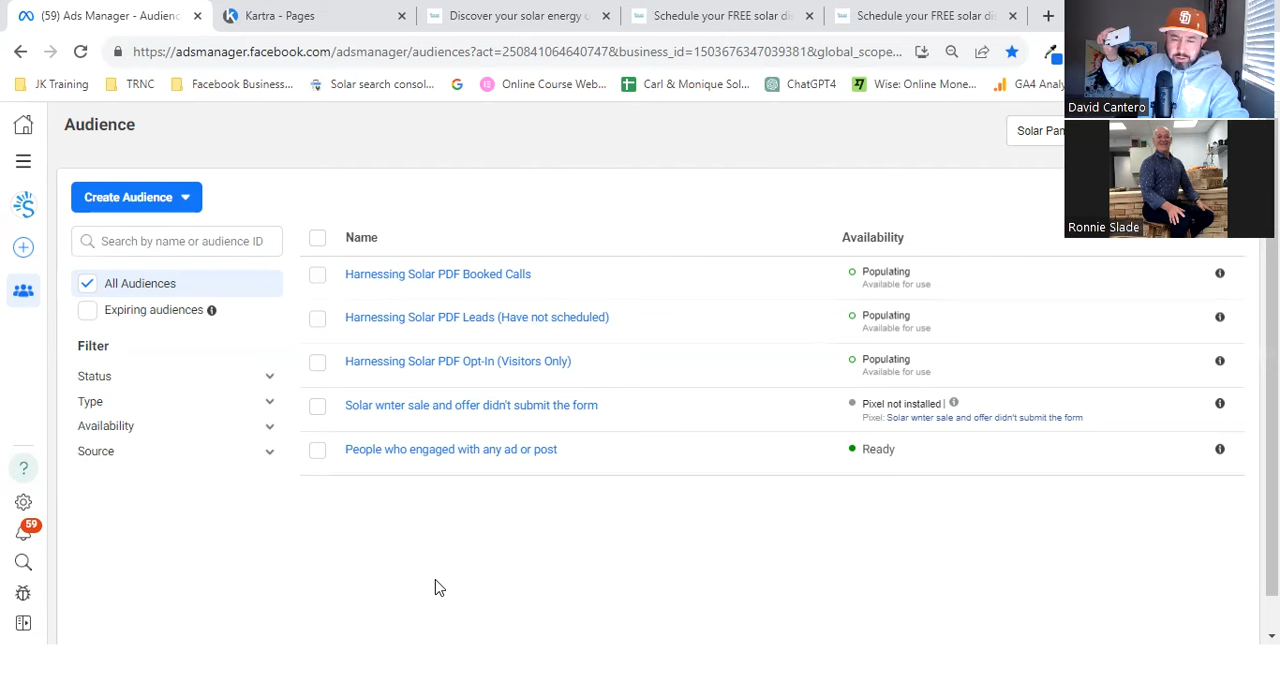 (59) Ads Manager - Audienc
Kartra - Pages
Discover your solar energy c
Schedule your FREE solar di
Schedule your FREE solar di
https://adsmanager.facebook.com/adsmanager/audiences?act=2508410646407478&business_id=1503676347039381&global_scope...
JK Training
TRNC
Facebook Business...
Solar search consol...
Online Course Web...
Carl & Monique Sol...
ChatGPT4
Wise: Online Mone...
GA4 Analy
David Cantero
Audience
Solar Pan
Ronnie Slade
Create Audience
Search by name or audience ID
Name
Availability
All Audiences
Expiring audiences
Filter
Status
Type
Availability
Source
Harnessing Solar PDF Booked Calls
Populating
Available for use
Harnessing Solar PDF Leads (Have not scheduled)
Populating
Available for use
Harnessing Solar PDF Opt-In (Visitors Only)
Populating
Available for use
Solar wnter sale and offer didn't submit the form
Pixel not installed |
Pixel: Solar wnter sale and offer didn't submit the form
People who engaged with any ad or post
Ready
59